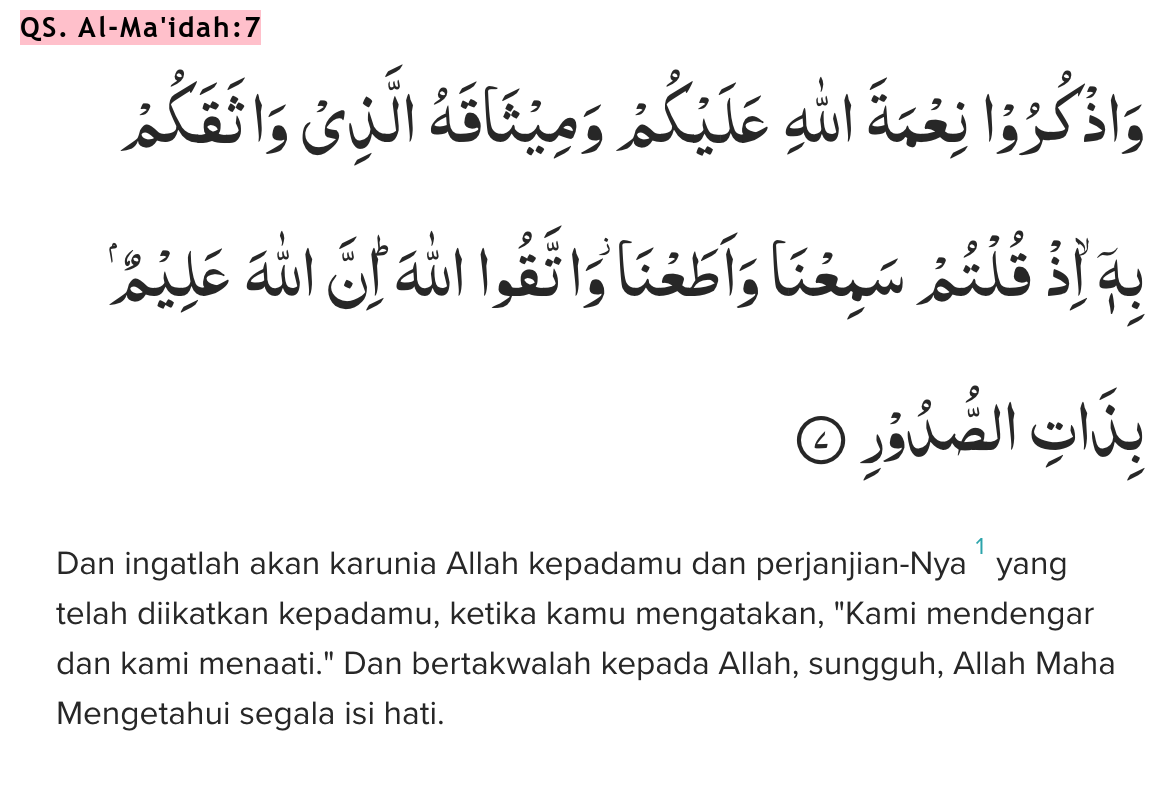 QS. Al-Ma'idah:7
وَاذْكُرُوْا نِعْمَةَ اللّٰهِ عَلَيْكُمْ وَمِيْثَاقَهُ الَّذِيْ وَاثَقَكُمْ
بِهٖٓ ۙاِذْ قُلْتُمْ سَمِعْنَا وَاَطَعْنَا ۖوَاتَّقُوا اللّٰهَ ۗاِنَّ اللّٰهَ عَلِيْمٌ ۢ
بِذَاتِ الصُّدُوْرِ ٧
Dan ingatlah akan karunia Allah kepadamu dan perjanjian-Nya 1 yang
telah diikatkan kepadamu, ketika kamu mengatakan, "Kami mendengar
dan kami menaati." Dan bertakwalah kepada Allah, sungguh, Allah Maha
Mengetahui segala isi hati.